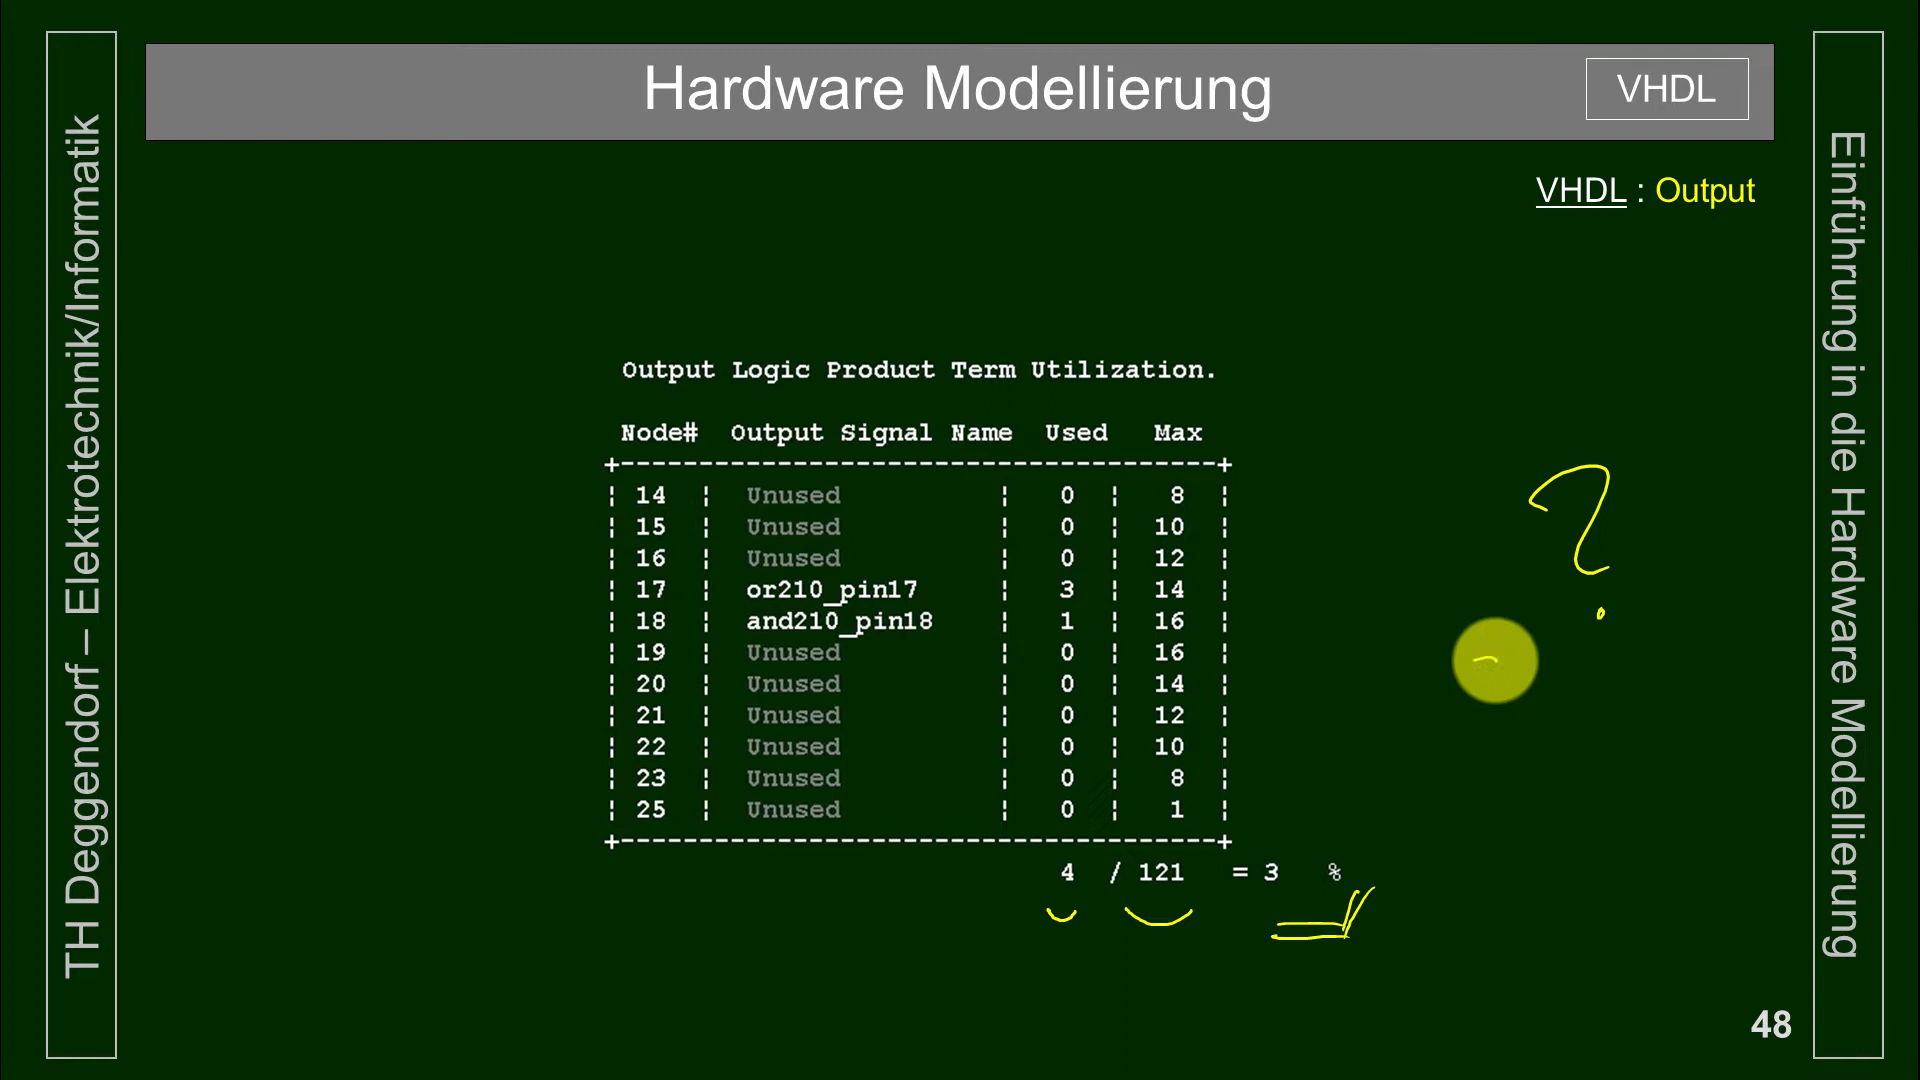 Hardware Modellierung
VHDL
TH Deggendorf – Elektrotechnik/Informatik
Einführung in die Hardware Modellierung
VHDL : Output
Output Logic Product Term Utilization.
Node# Output Signal Name Used Max
+--------------------------------------+
| 14 | Unused | 0 | 8 |
| 15 | Unused | 0 | 10 |
| 16 | Unused | 0 | 12 |
| 17 | or210_pin17 | 3 | 14 |
| 18 | and210_pin18 | 1 | 16 |
| 19 | Unused | 0 | 16 |
| 20 | Unused | 0 | 14 |
| 21 | Unused | 0 | 12 |
| 22 | Unused | 0 | 10 |
| 23 | Unused | 0 | 8 |
| 25 | Unused | 0 | 1 |
+--------------------------------------+
4 / 121 = 3 %
?
48